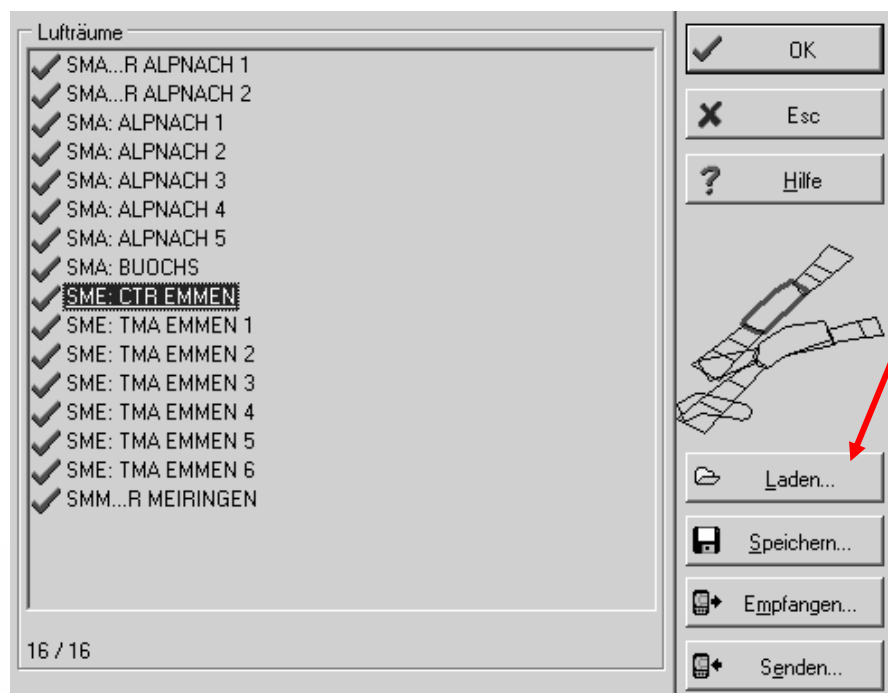 Lufträume
SMA...R ALPNACH 1
SMA...R ALPNACH 2
SMA: ALPNACH 1
SMA: ALPNACH 2
SMA: ALPNACH 3
SMA: ALPNACH 4
SMA: ALPNACH 5
SMA: BUOCHS
SME: CTR EMMEN
SME: TMA EMMEN 1
SME: TMA EMMEN 2
SME: TMA EMMEN 3
SME: TMA EMMEN 4
SME: TMA EMMEN 5
SME: TMA EMMEN 6
SMM...R MEIRINGEN
16 / 16
OK
Esc
Hilfe
Laden...
Speichern...
Empfangen...
Senden...